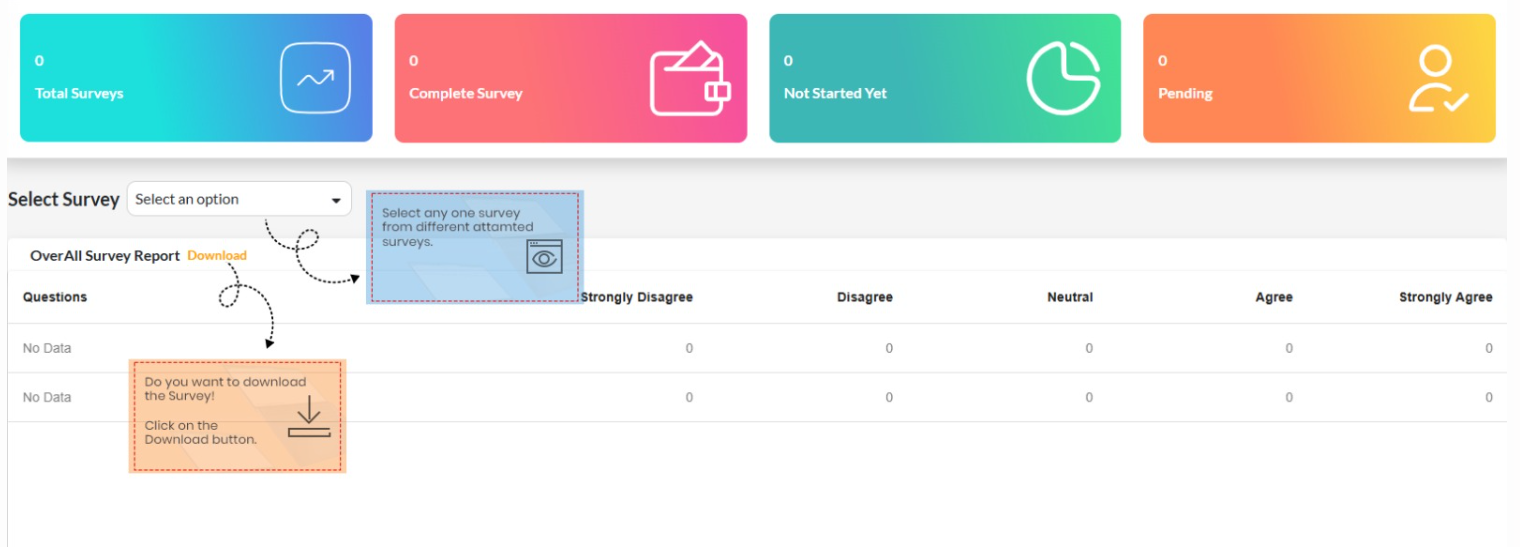 0
Total Surveys
0
Complete Survey
0
Not Started Yet
0
Pending
Select Survey
Select an option
Select any one survey
from different attamted
surveys.
OverAll Survey Report Download
Questions Strongly Disagree Disagree Neutral Agree Strongly Agree
No Data 0 0 0 0 0
No Data 0 0 0 0 0
Do you want to download
the Survey!
Click on the
Download button.